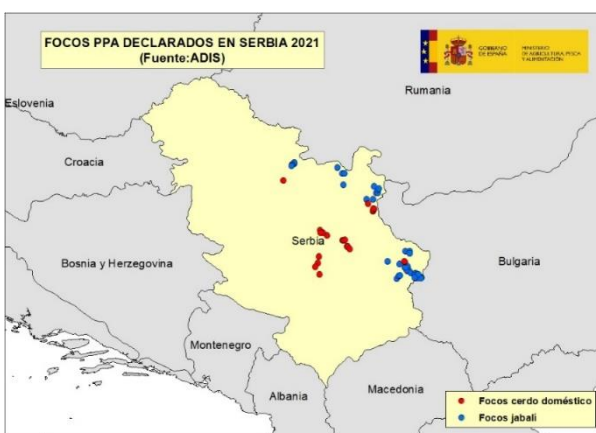 FOCOS PPA DECLARADOS EN SERBIA 2021
(Fuente:ADIS)
GOBIERNO
DE ESPAÑA
MINISTERIO
DE AGRICULTURA, PESCA
Y ALIMENTACIÓN
Rumania
Eslovenia
Croacia
Serbia
Bosnia y Herzegovina
Bulgaria
Montenegro
Albania
Macedonia
Focos cerdo doméstico
Focos jabalí